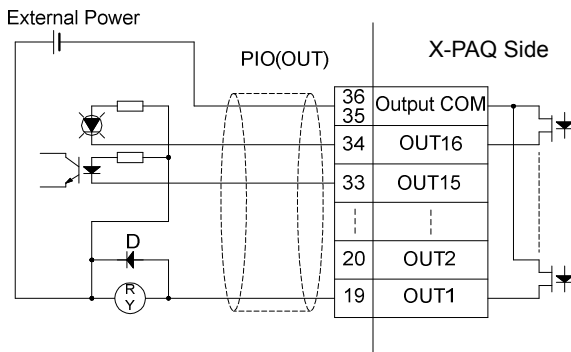 External Power
PIO(OUT)
X-PAQ Side
36
35
Output COM
34 OUT16
33 OUT15
20 OUT2
19 OUT1
D
R
Y